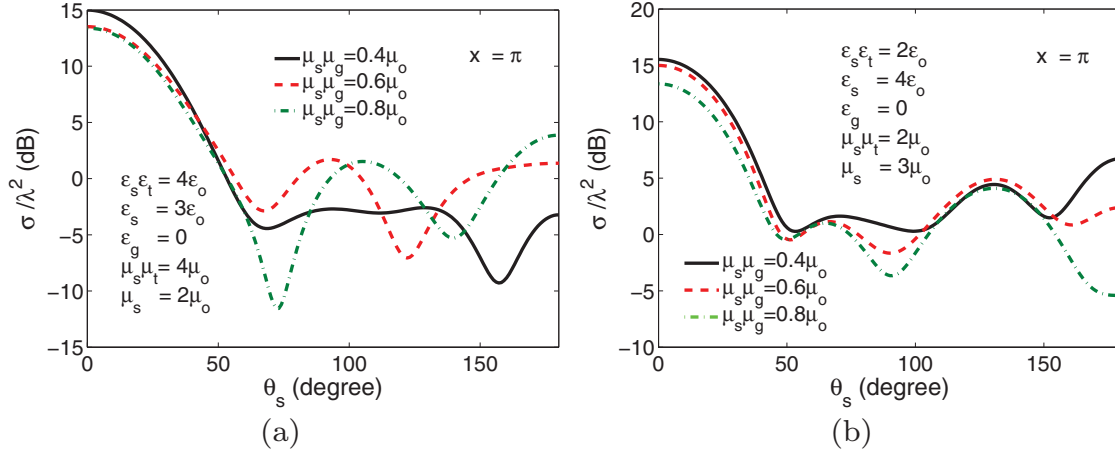 15
10
5
0
−5
−10
−15
σ/λ² (dB)
μₛμg=0.4μₒ
μₛμg=0.6μₒ
μₛμg=0.8μₒ
x = π
εₛεₜ = 4εₒ
εₛ = 3εₒ
εg = 0
μₛμₜ = 4μₒ
μₛ = 2μₒ
0 50 100 150
θₛ (degree)
(a)
20
15
10
5
0
−5
−10
σ/λ² (dB)
εₛεₜ = 2εₒ
εₛ = 4εₒ
εg = 0
μₛμₜ = 2μₒ
μₛ = 3μₒ
x = π
μₛμg=0.4μₒ
μₛμg=0.6μₒ
μₛμg=0.8μₒ
0 50 100 150
θₛ (degree)
(b)